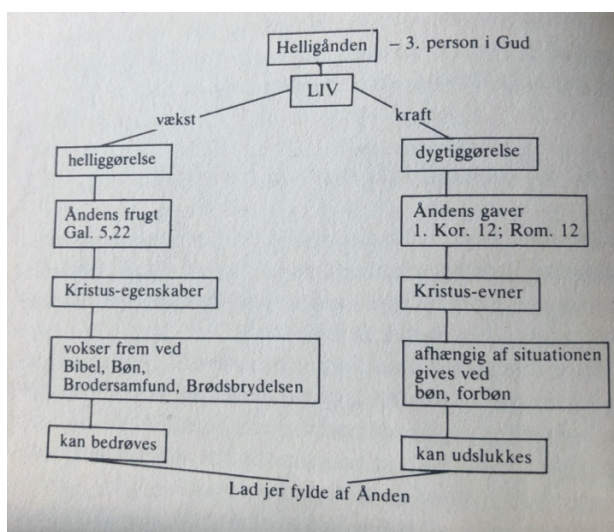 Helligånden – 3. person i Gud
LIV
vækst
kraft
helliggørelse
dygtiggørelse
Åndens frugt
Gal. 5,22
Åndens gaver
1. Kor. 12; Rom. 12
Kristus-egenskaber
Kristus-evner
vokser frem ved
Bibel, Bøn,
Brodersamfund, Brødsbrydelsen
afhængig af situationen
gives ved
bøn, forbøn
kan bedrøves
kan udslukkes
Lad jer fylde af Ånden